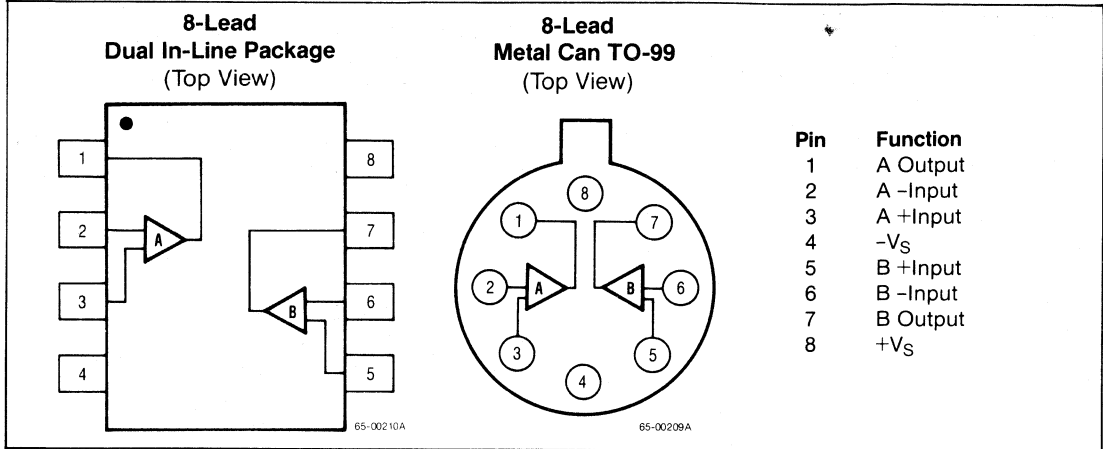 8-Lead
Dual In-Line Package
(Top View)
1
2
3
4
8
7
6
5
A
B
65-00210A
8-Lead
Metal Can TO-99
(Top View)
8
1
7
2
A
B
6
3
5
4
65-00209A
Pin Function
1 A Output
2 A –Input
3 A +Input
4 –VS
5 B +Input
6 B –Input
7 B Output
8 +VS